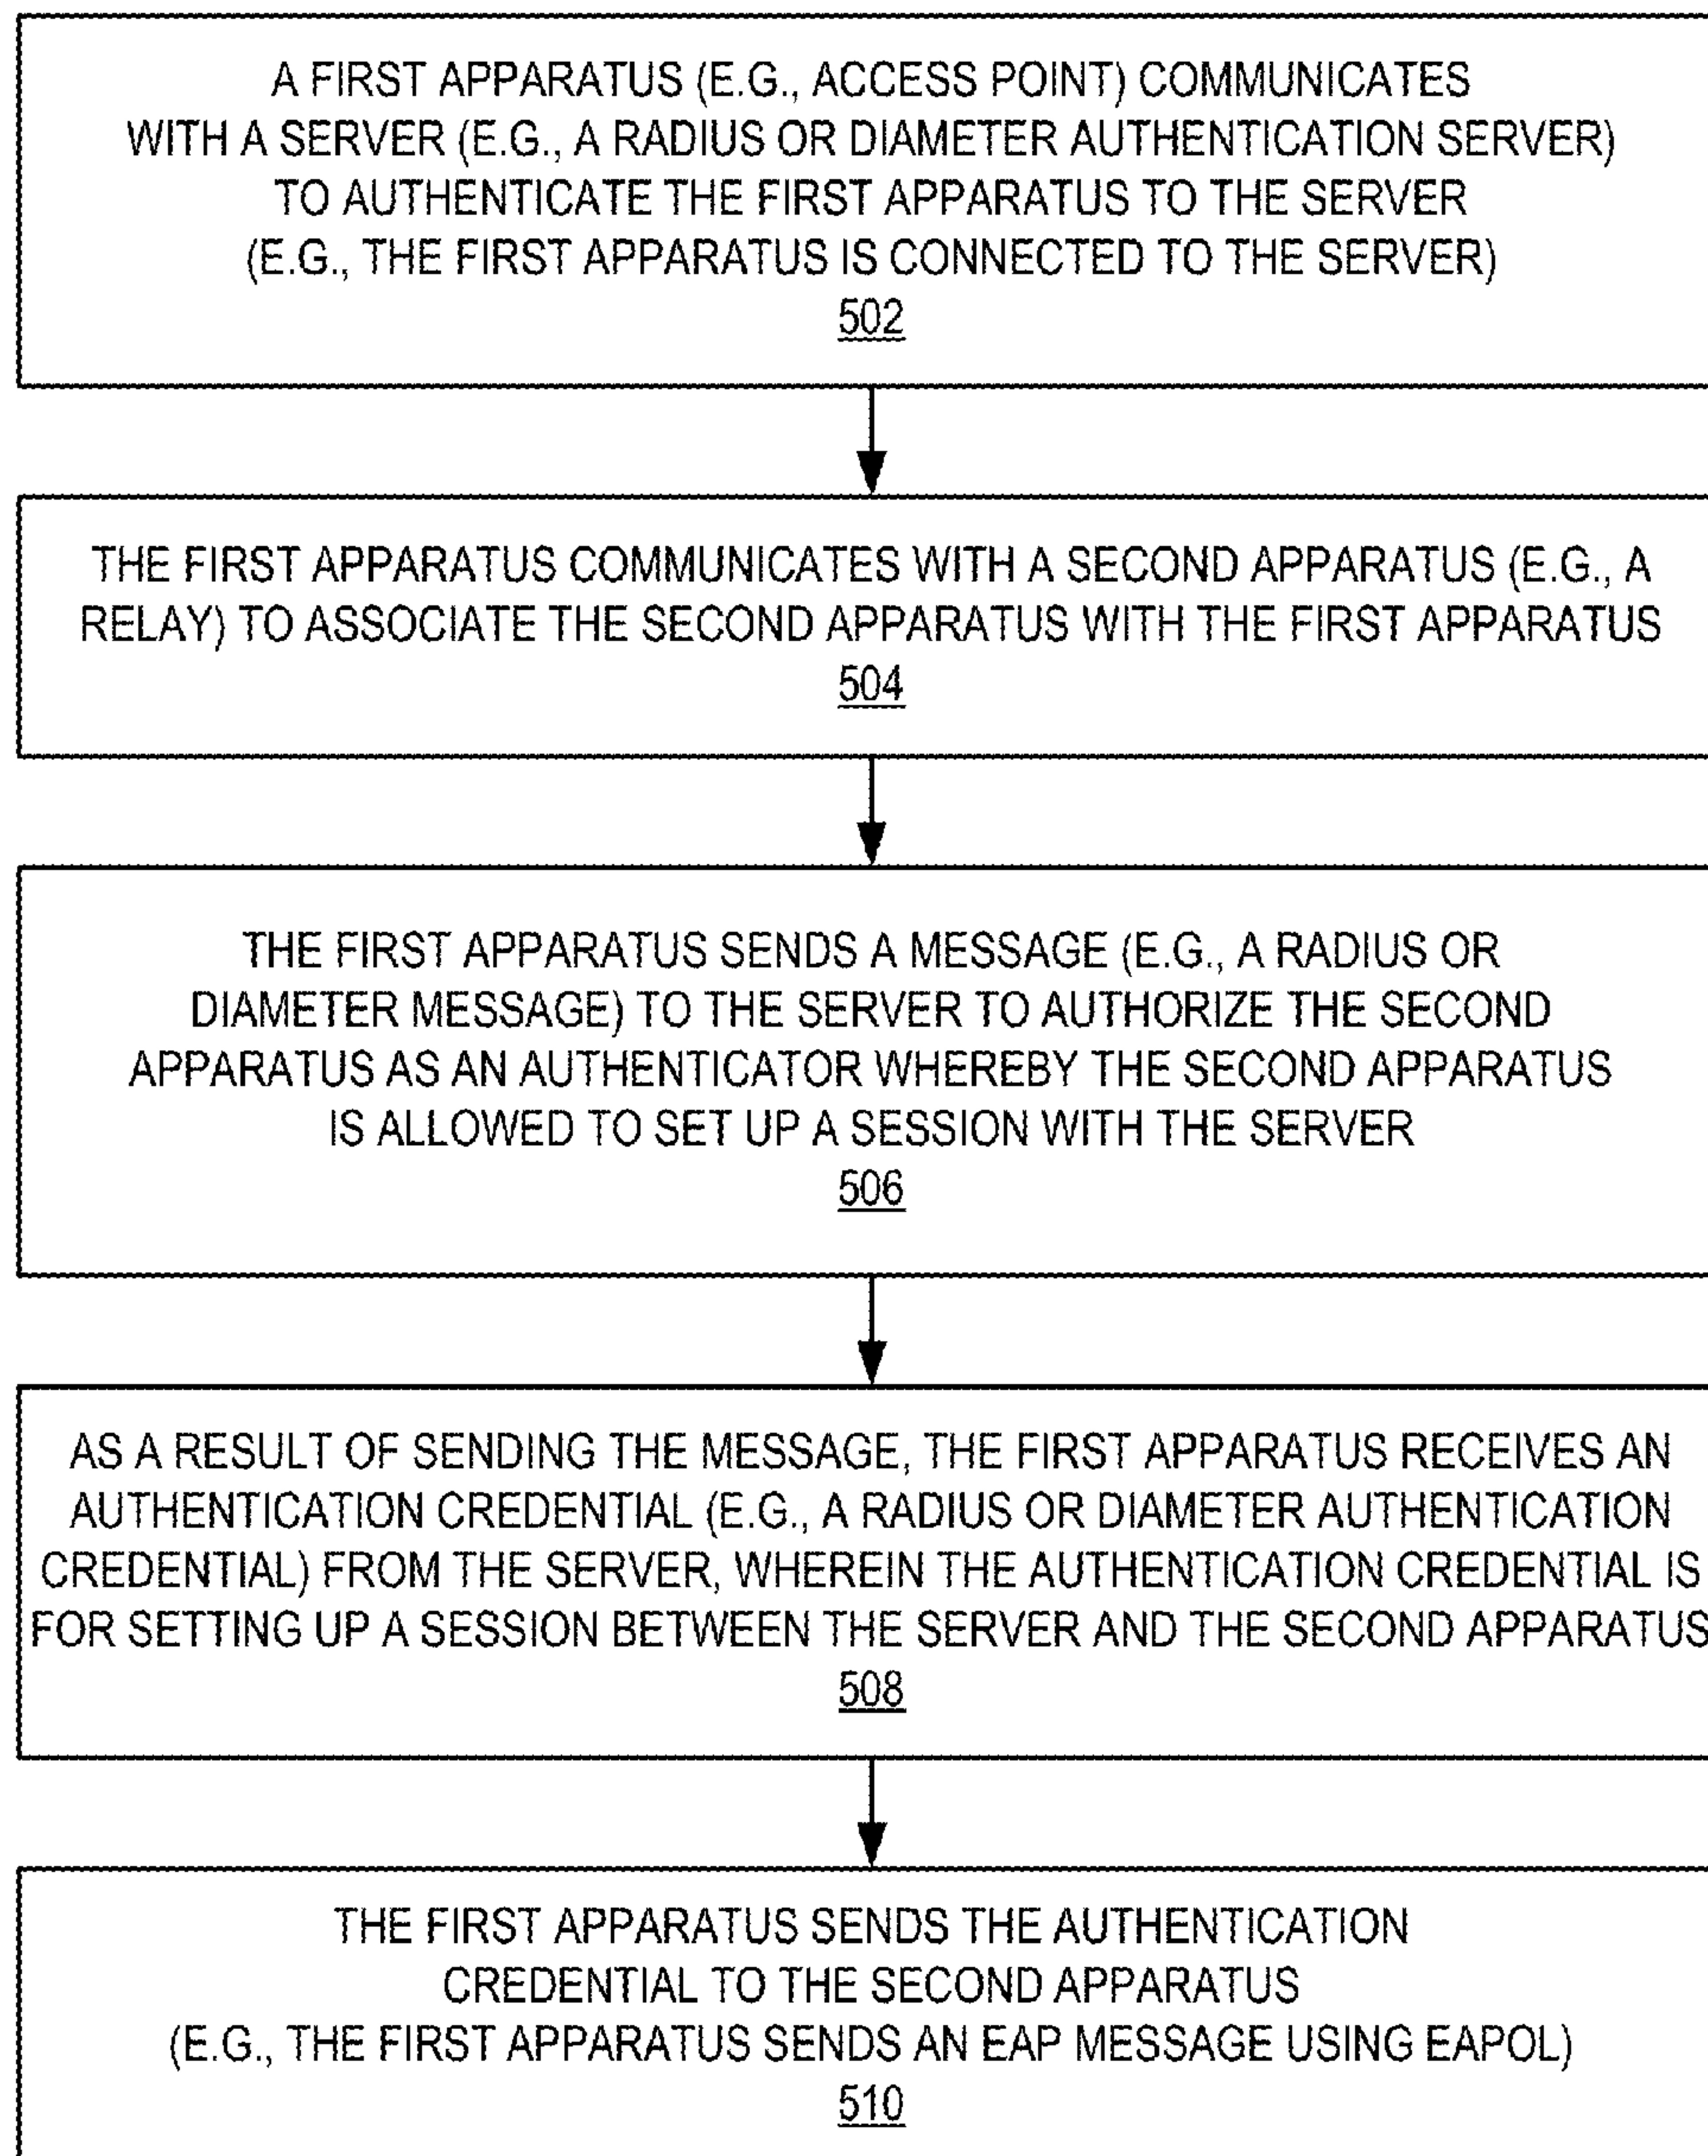 A FIRST APPARATUS (E.G., ACCESS POINT) COMMUNICATES
WITH A SERVER (E.G., A RADIUS OR DIAMETER AUTHENTICATION SERVER)
TO AUTHENTICATE THE FIRST APPARATUS TO THE SERVER
(E.G., THE FIRST APPARATUS IS CONNECTED TO THE SERVER)
502
THE FIRST APPARATUS COMMUNICATES WITH A SECOND APPARATUS (E.G., A
RELAY) TO ASSOCIATE THE SECOND APPARATUS WITH THE FIRST APPARATUS
504
THE FIRST APPARATUS SENDS A MESSAGE (E.G., A RADIUS OR
DIAMETER MESSAGE) TO THE SERVER TO AUTHORIZE THE SECOND
APPARATUS AS AN AUTHENTICATOR WHEREBY THE SECOND APPARATUS
IS ALLOWED TO SET UP A SESSION WITH THE SERVER
506
AS A RESULT OF SENDING THE MESSAGE, THE FIRST APPARATUS RECEIVES AN
AUTHENTICATION CREDENTIAL (E.G., A RADIUS OR DIAMETER AUTHENTICATION
CREDENTIAL) FROM THE SERVER, WHEREIN THE AUTHENTICATION CREDENTIAL IS
FOR SETTING UP A SESSION BETWEEN THE SERVER AND THE SECOND APPARATUS
508
THE FIRST APPARATUS SENDS THE AUTHENTICATION
CREDENTIAL TO THE SECOND APPARATUS
(E.G., THE FIRST APPARATUS SENDS AN EAP MESSAGE USING EAPOL)
510